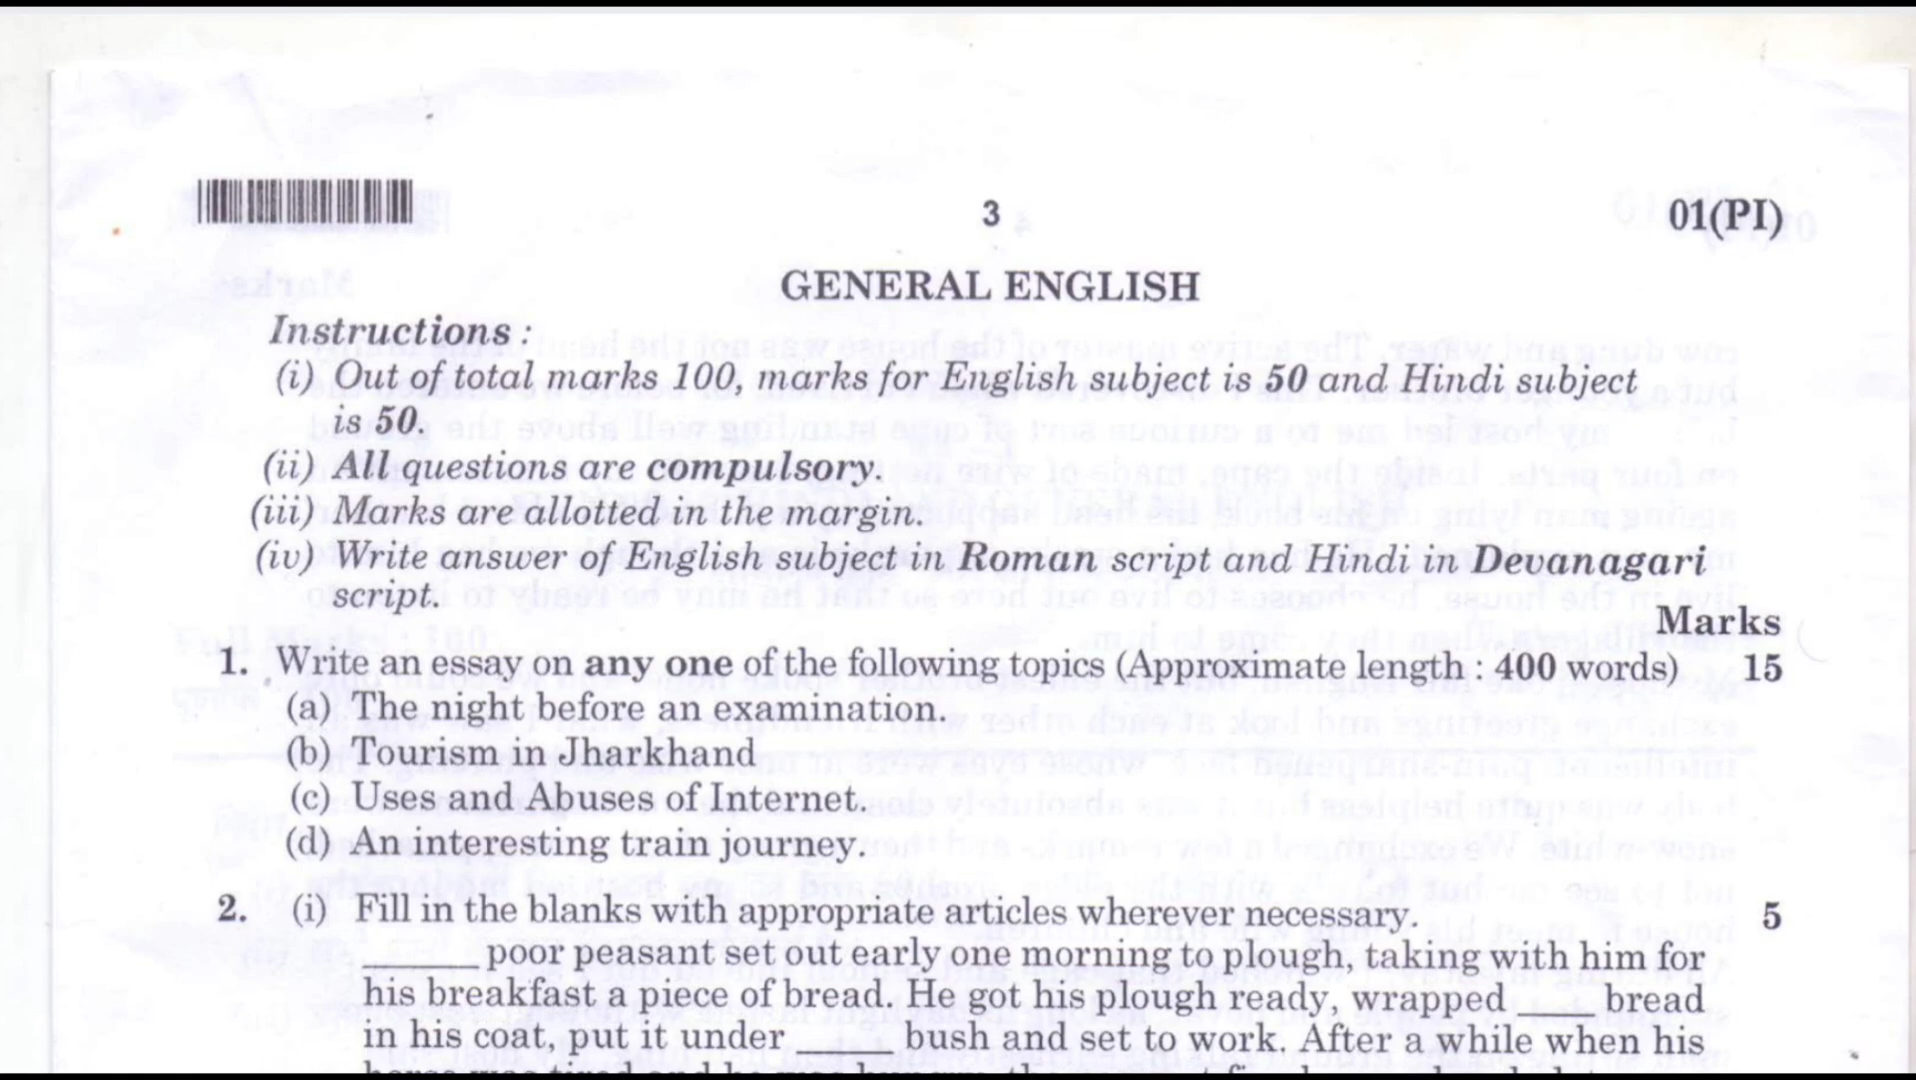 3
01(PI)
GENERAL ENGLISH
Instructions :
(i) Out of total marks 100, marks for English subject is 50 and Hindi subject
is 50.
(ii) All questions are compulsory.
(iii) Marks are allotted in the margin.
(iv) Write answer of English subject in Roman script and Hindi in Devanagari
script.
Marks
1. Write an essay on any one of the following topics (Approximate length : 400 words) 15
(a) The night before an examination.
(b) Tourism in Jharkhand
(c) Uses and Abuses of Internet.
(d) An interesting train journey.
2. (i) Fill in the blanks with appropriate articles wherever necessary. 5
______ poor peasant set out early one morning to plough, taking with him for
his breakfast a piece of bread. He got his plough ready, wrapped ______ bread
in his coat, put it under ______ bush and set to work. After a while when his